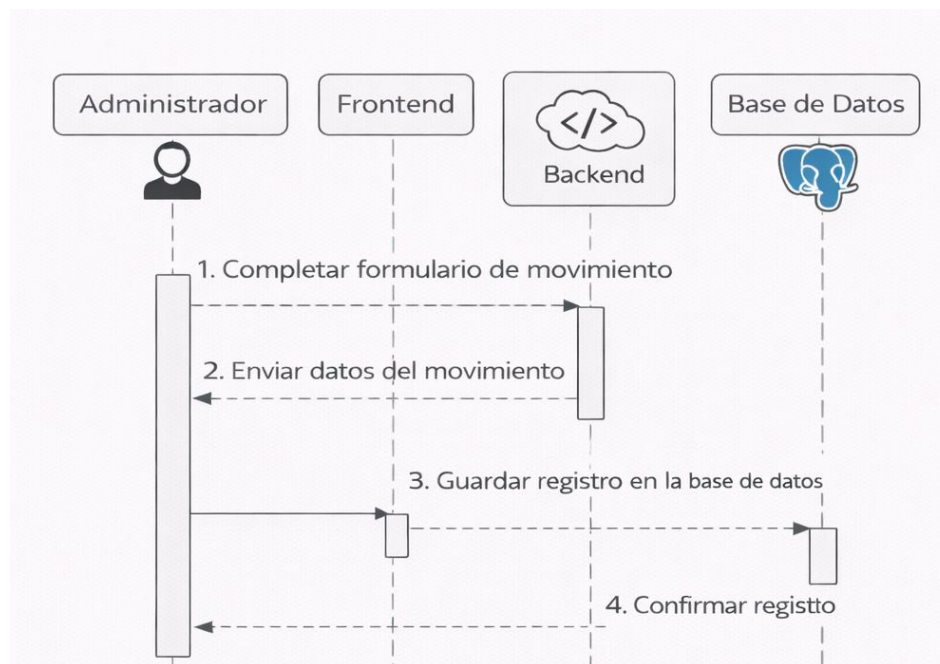 Administrador
Frontend
</>
Backend
Base de Datos
1. Completar formulario de movimiento
2. Enviar datos del movimiento
3. Guardar registro en la base de datos
4. Confirmar registto